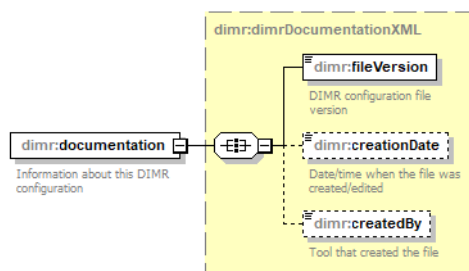 dimr:dimrDocumentationXML
dimr:fileVersion
DIMR configuration file
version
dimr:documentation
Information about this DIMR
configuration
dimr:creationDate
Date/time when the file was
created/edited
dimr:createdBy
Tool that created the file